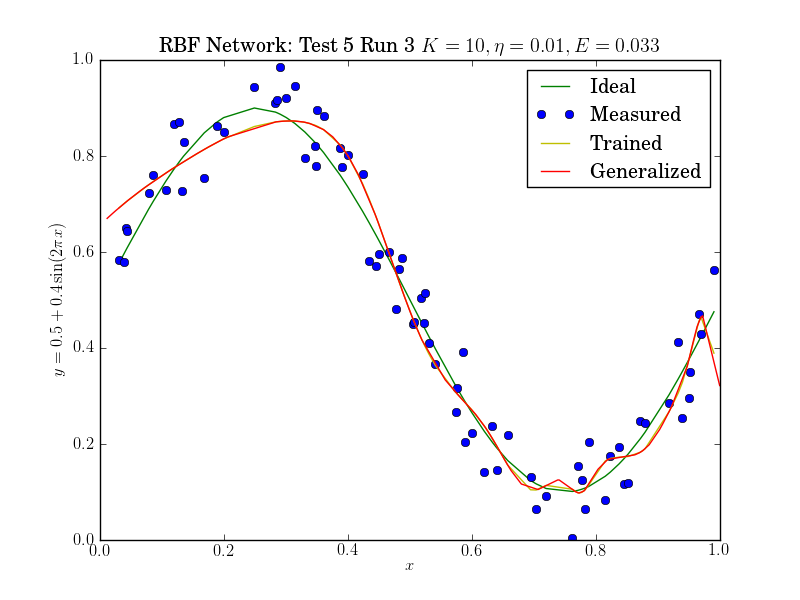 RBF Network: Test 5 Run 3 K = 10, η = 0.01, E = 0.033
Ideal
Measured
Trained
Generalized
y = 0.5 + 0.4 sin(2πx)
1.0
0.8
0.6
0.4
0.2
0.0
0.0 0.2 0.4 0.6 0.8 1.0
x